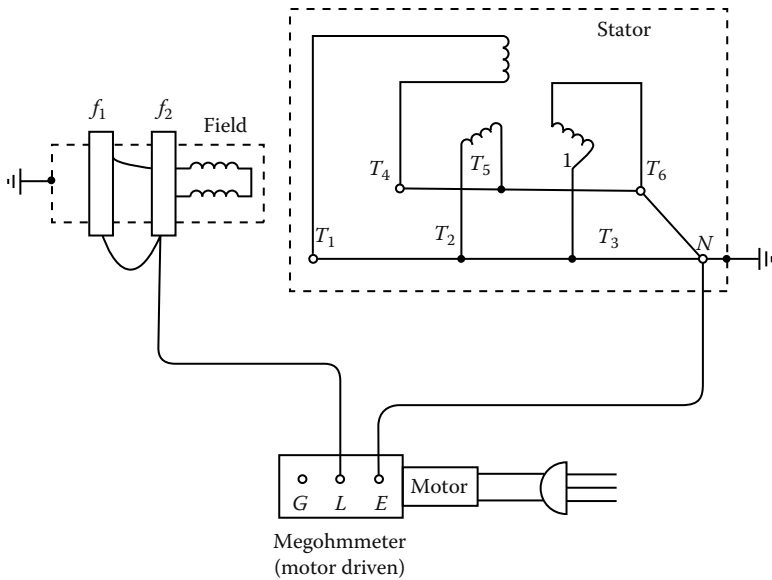 Stator
f1
f2
Field
T4
T5
1
T6
T1
T2
T3
N
G
L
E
Motor
Megohmmeter
(motor driven)